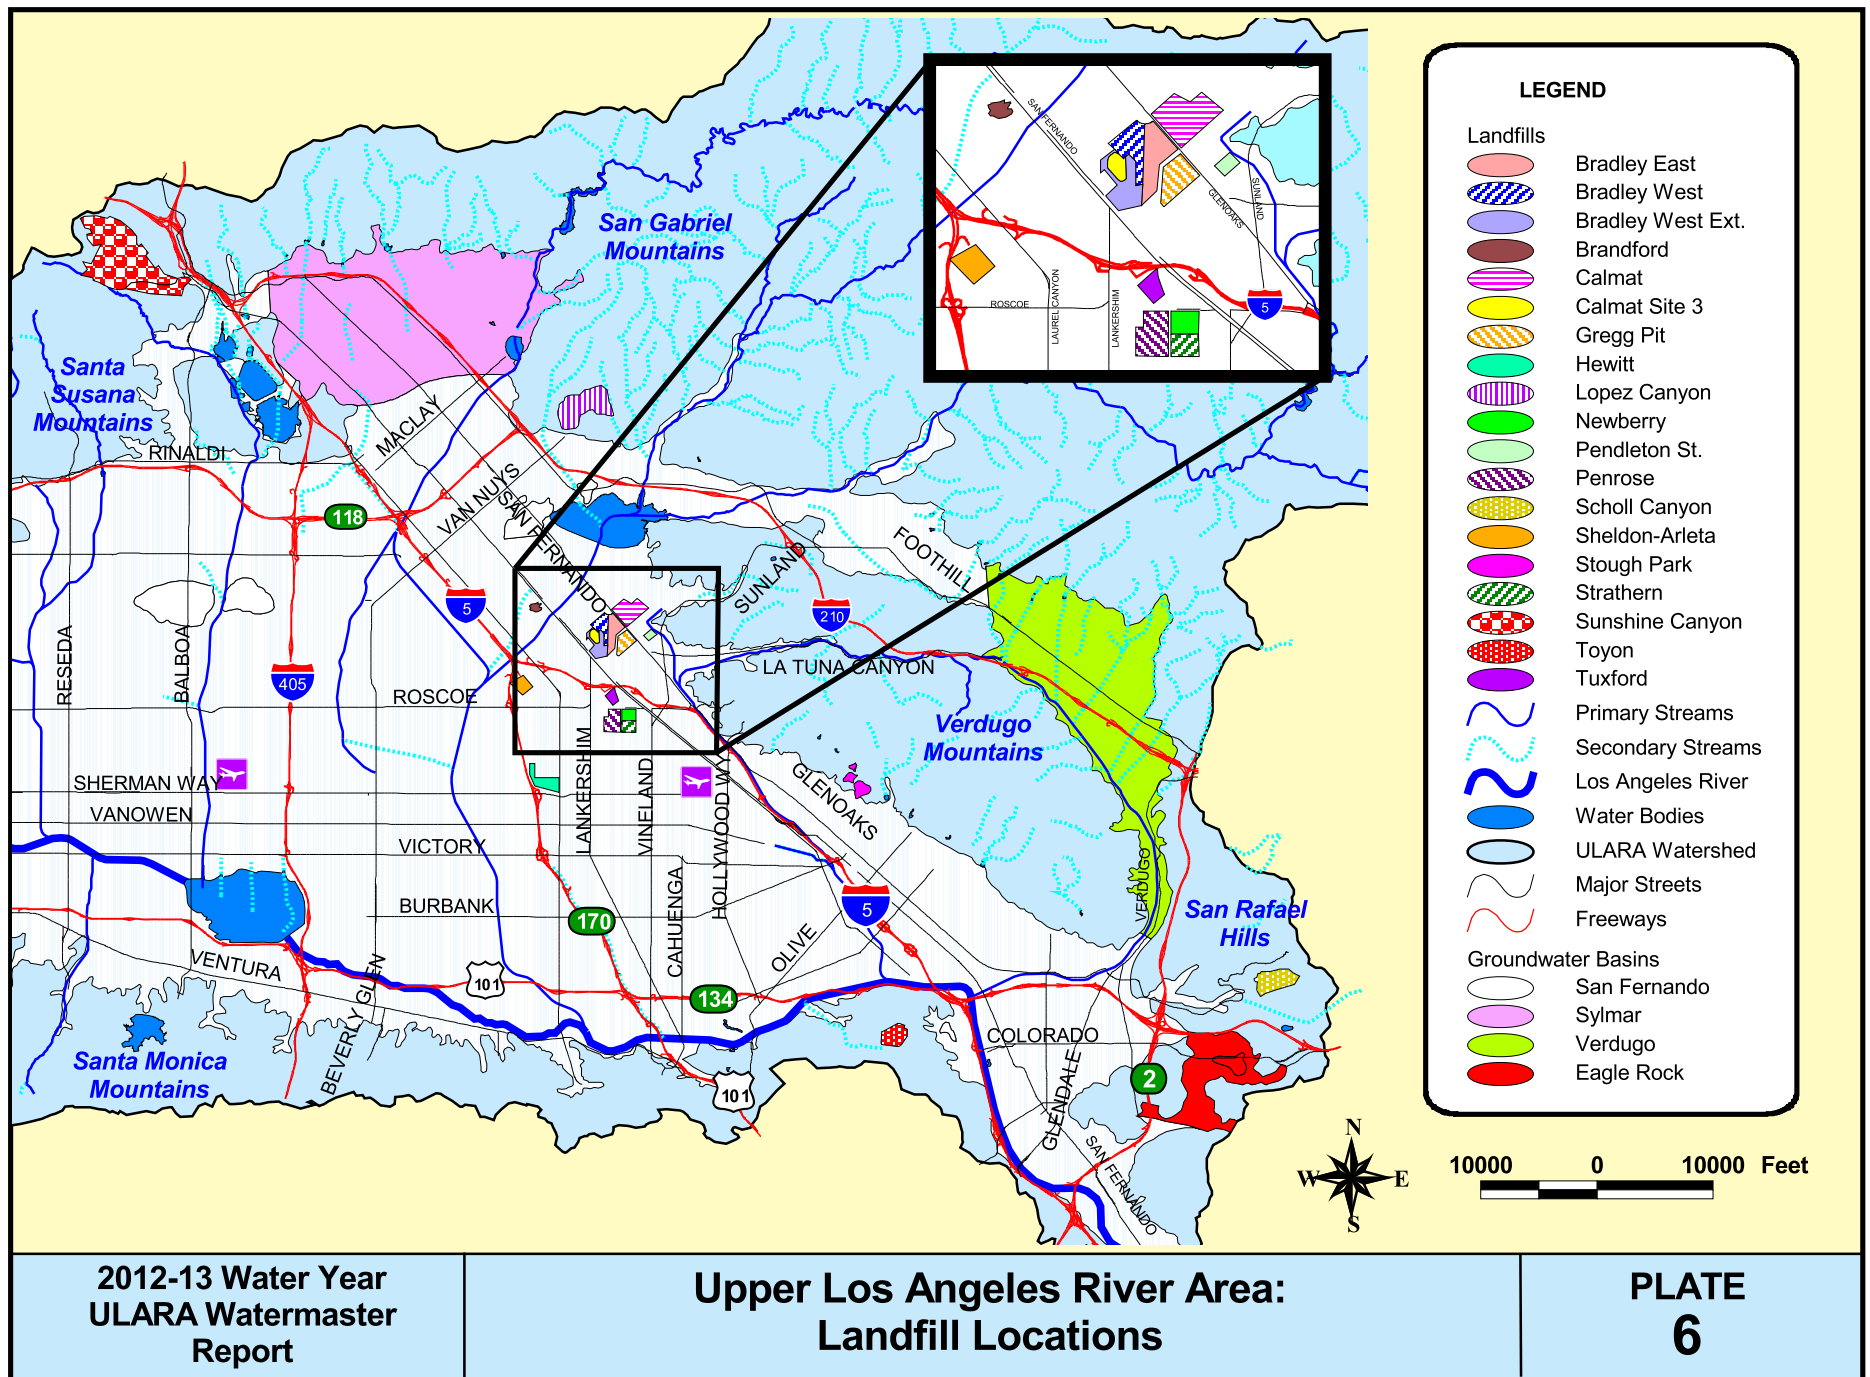 San Gabriel
Mountains
Santa
Susana
Mountains
Verdugo
Mountains
San Rafael
Hills
Santa Monica
Mountains
RINALDI
MACLAY
VAN NUYS
SAN FERNANDO
SUNLAND
FOOTHILL
LA TUNA CANYON
RESEDA
BALBOA
ROSCOE
SHERMAN WAY
VANOWEN
VICTORY
BURBANK
VENTURA
BEVERLY GLEN
LANKERSHIM
VINELAND
HOLLYWOOD WY
CAHUENGA
OLIVE
GLENOAKS
VERDUGO
COLORADO
GLENDALE
SAN FERNANDO
118
5
405
210
170
5
101
134
101
2
SAN FERNANDO
GLENOAKS
SUNLAND
ROSCOE
LAUREL CANYON
LANKERSHIM
5
LEGEND
Landfills
Bradley East
Bradley West
Bradley West Ext.
Brandford
Calmat
Calmat Site 3
Gregg Pit
Hewitt
Lopez Canyon
Newberry
Pendleton St.
Penrose
Scholl Canyon
Sheldon-Arleta
Stough Park
Strathern
Sunshine Canyon
Toyon
Tuxford
Primary Streams
Secondary Streams
Los Angeles River
Water Bodies
ULARA Watershed
Major Streets
Freeways
Groundwater Basins
San Fernando
Sylmar
Verdugo
Eagle Rock
N
W E
S
10000 0 10000 Feet
2012-13 Water Year
ULARA Watermaster
Report
Upper Los Angeles River Area:
Landfill Locations
PLATE
6